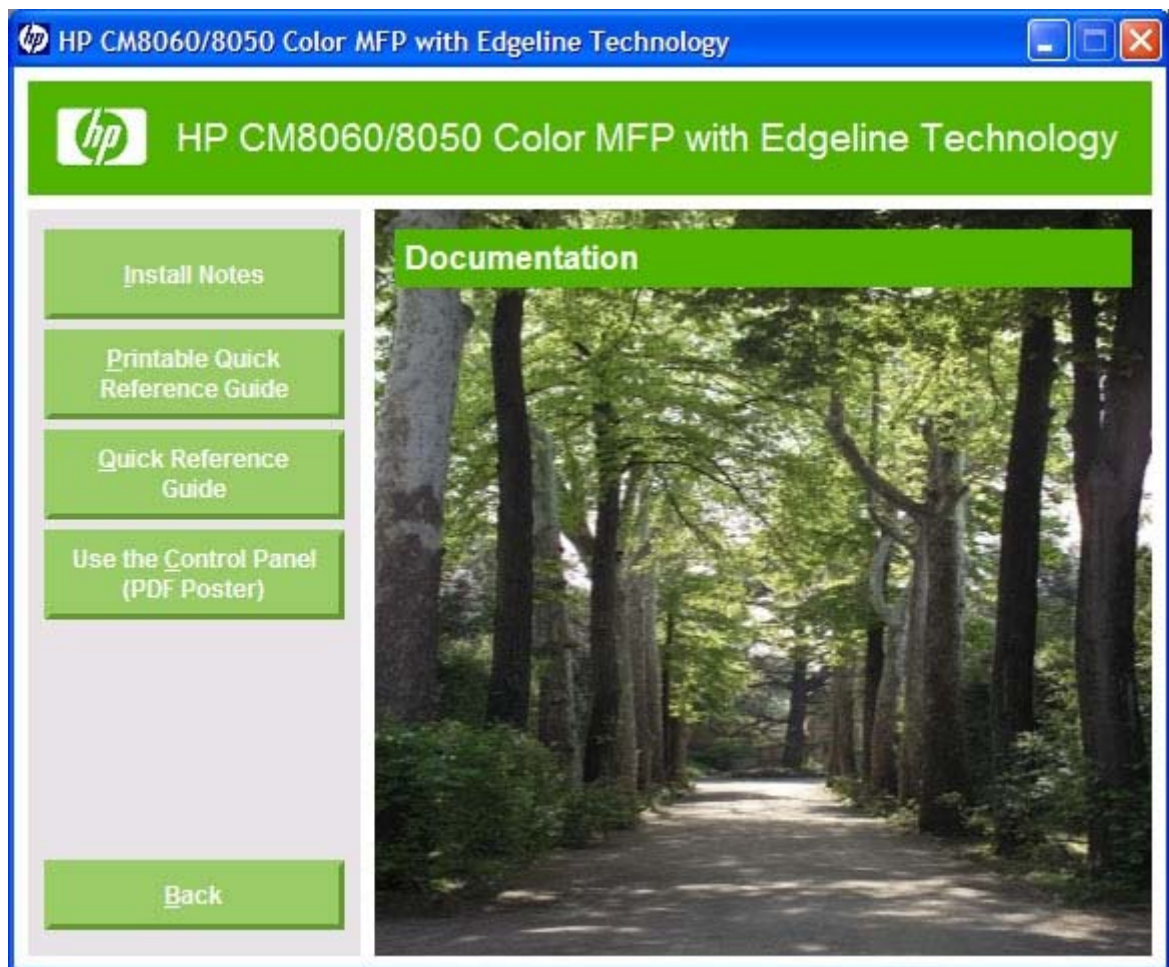 HP CM8060/8050 Color MFP with Edgeline Technology
hp HP CM8060/8050 Color MFP with Edgeline Technology
Install Notes
Printable Quick
Reference Guide
Quick Reference
Guide
Use the Control Panel
(PDF Poster)
Back
Documentation